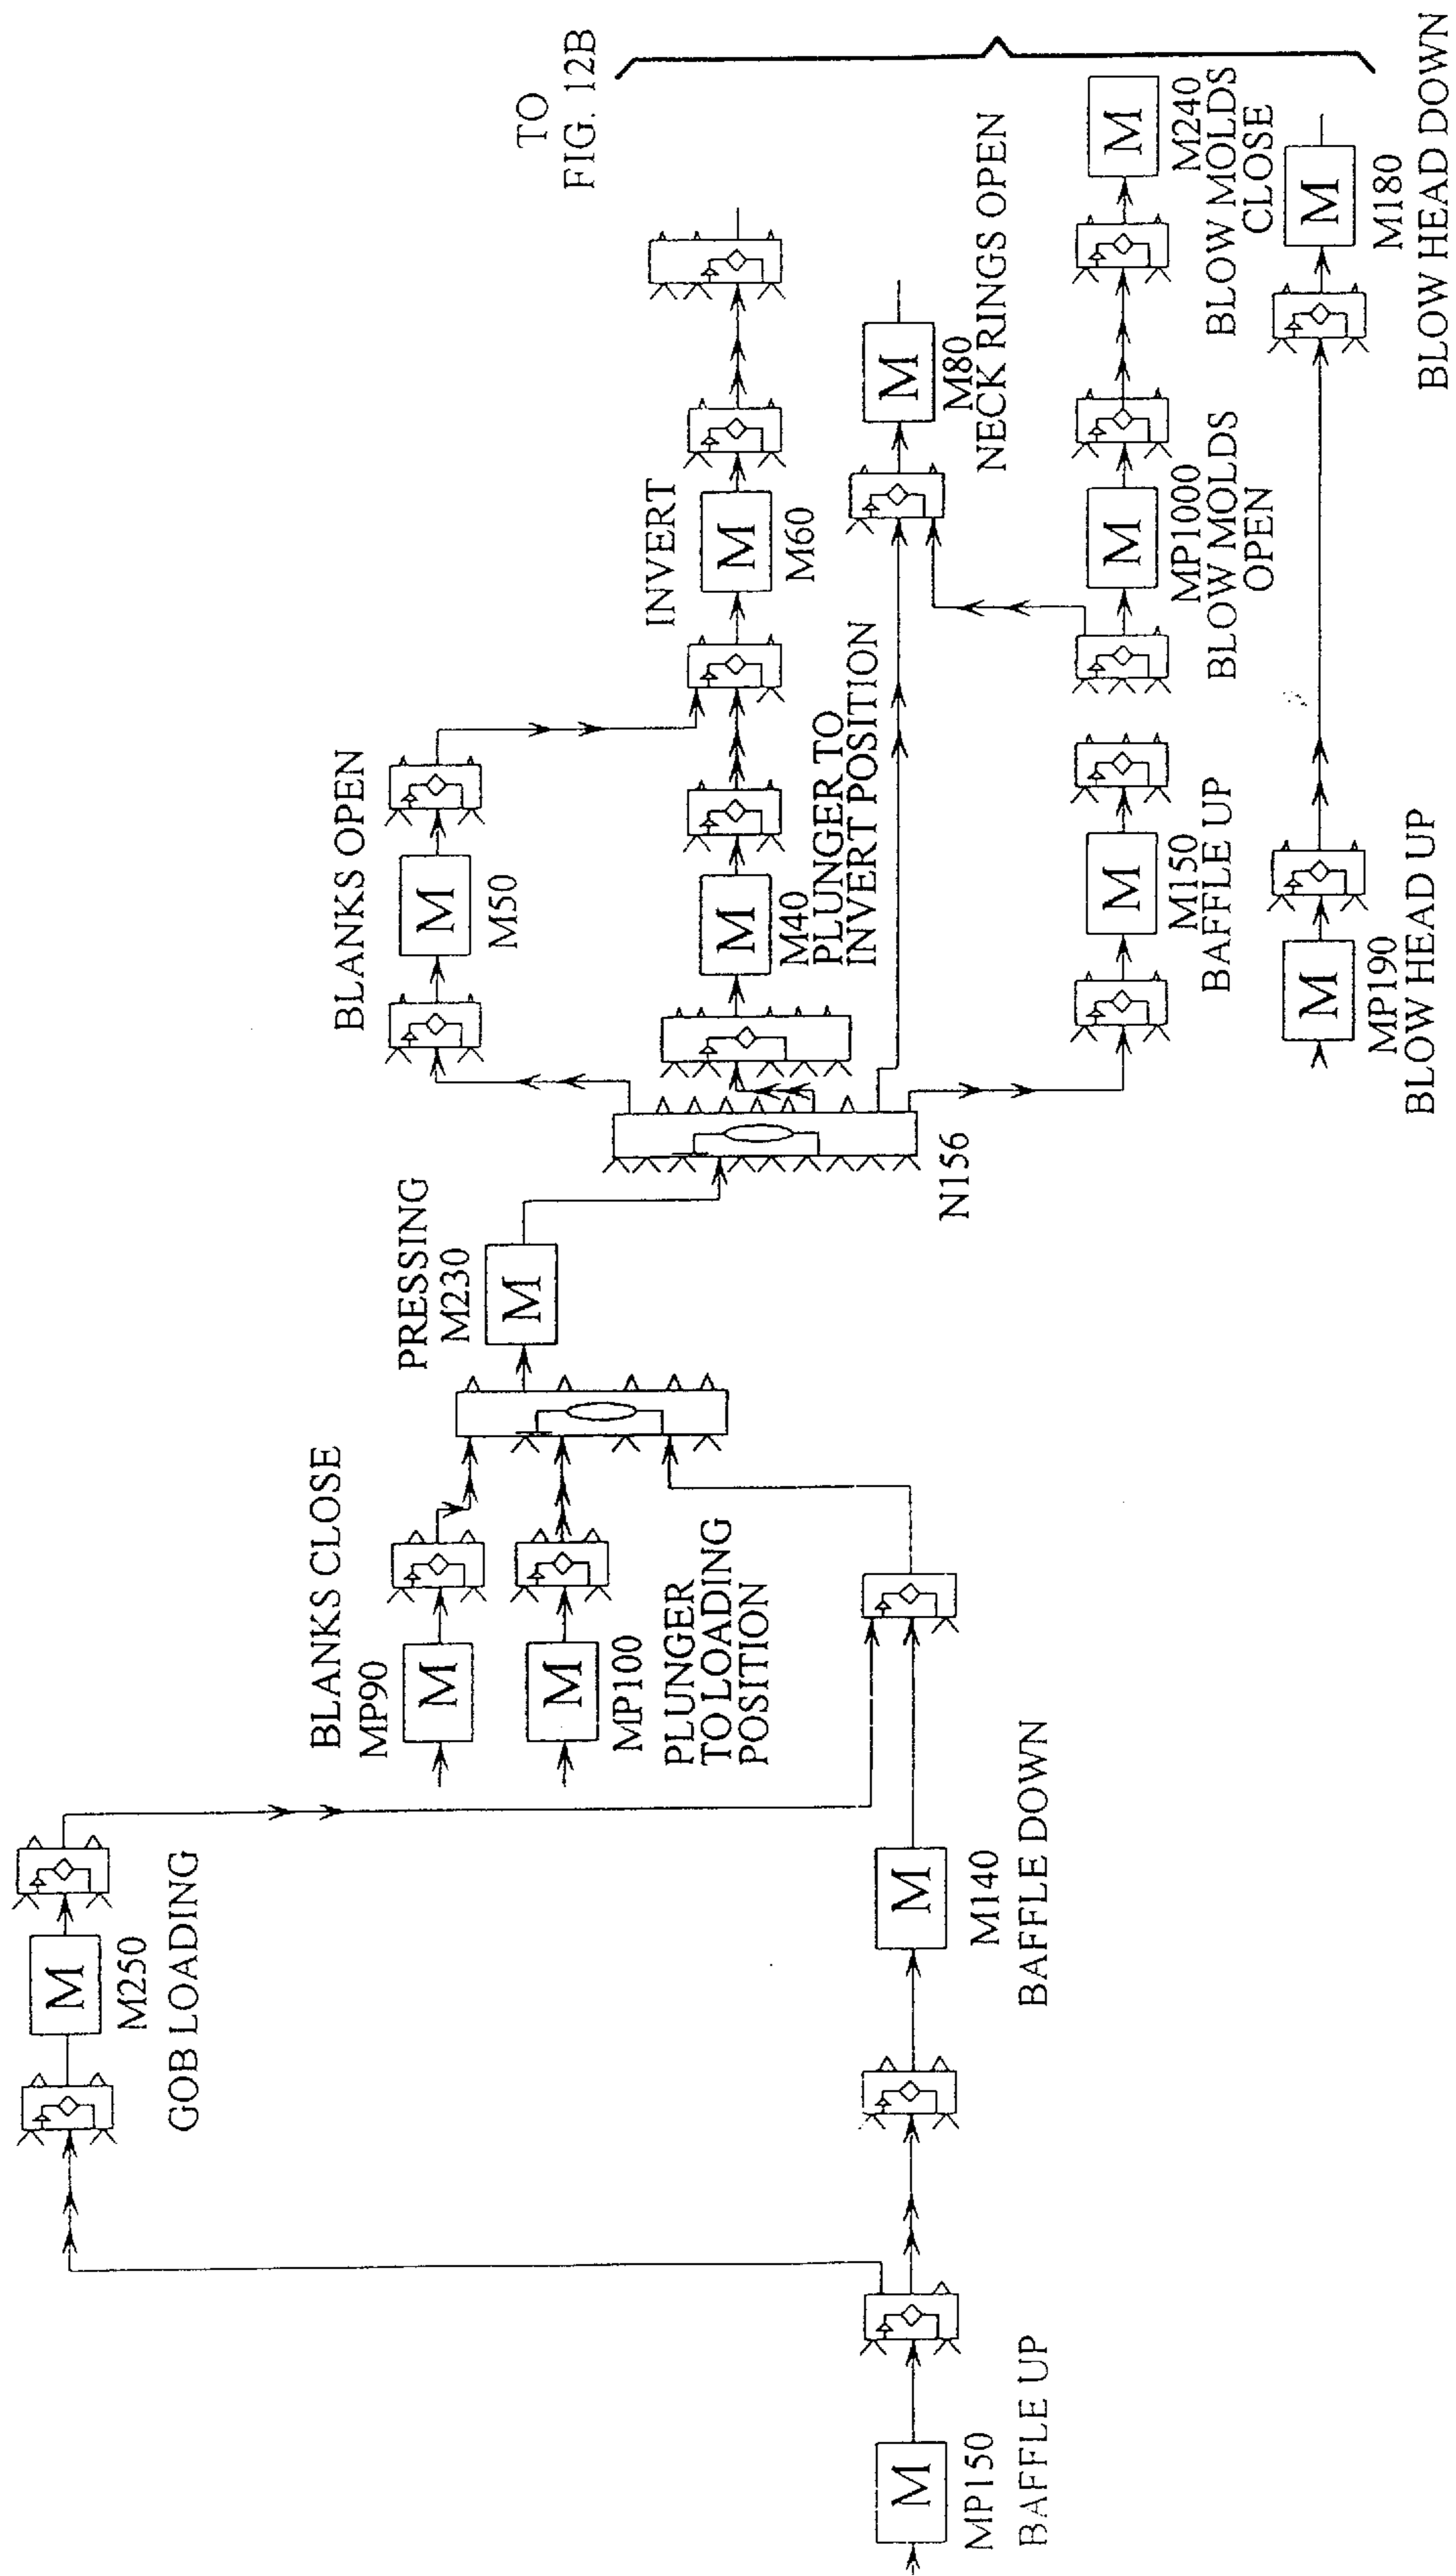 TO
FIG. 12B
M
M250
GOB LOADING
BLANKS CLOSE
MP90
M
M
MP100
PLUNGER
TO LOADING
POSITION
PRESSING
M230
M
BLANKS OPEN
M
M50
INVERT
M
M60
M
M40
PLUNGER TO
INVERT POSITION
M
M80
NECK RINGS OPEN
N156
M
MP150
BAFFLE UP
M
M140
BAFFLE DOWN
M
M150
BAFFLE UP
M
MP1000
BLOW MOLDS
OPEN
M
M240
BLOW MOLDS
CLOSE
M
MP190
BLOW HEAD UP
M
M180
BLOW HEAD DOWN